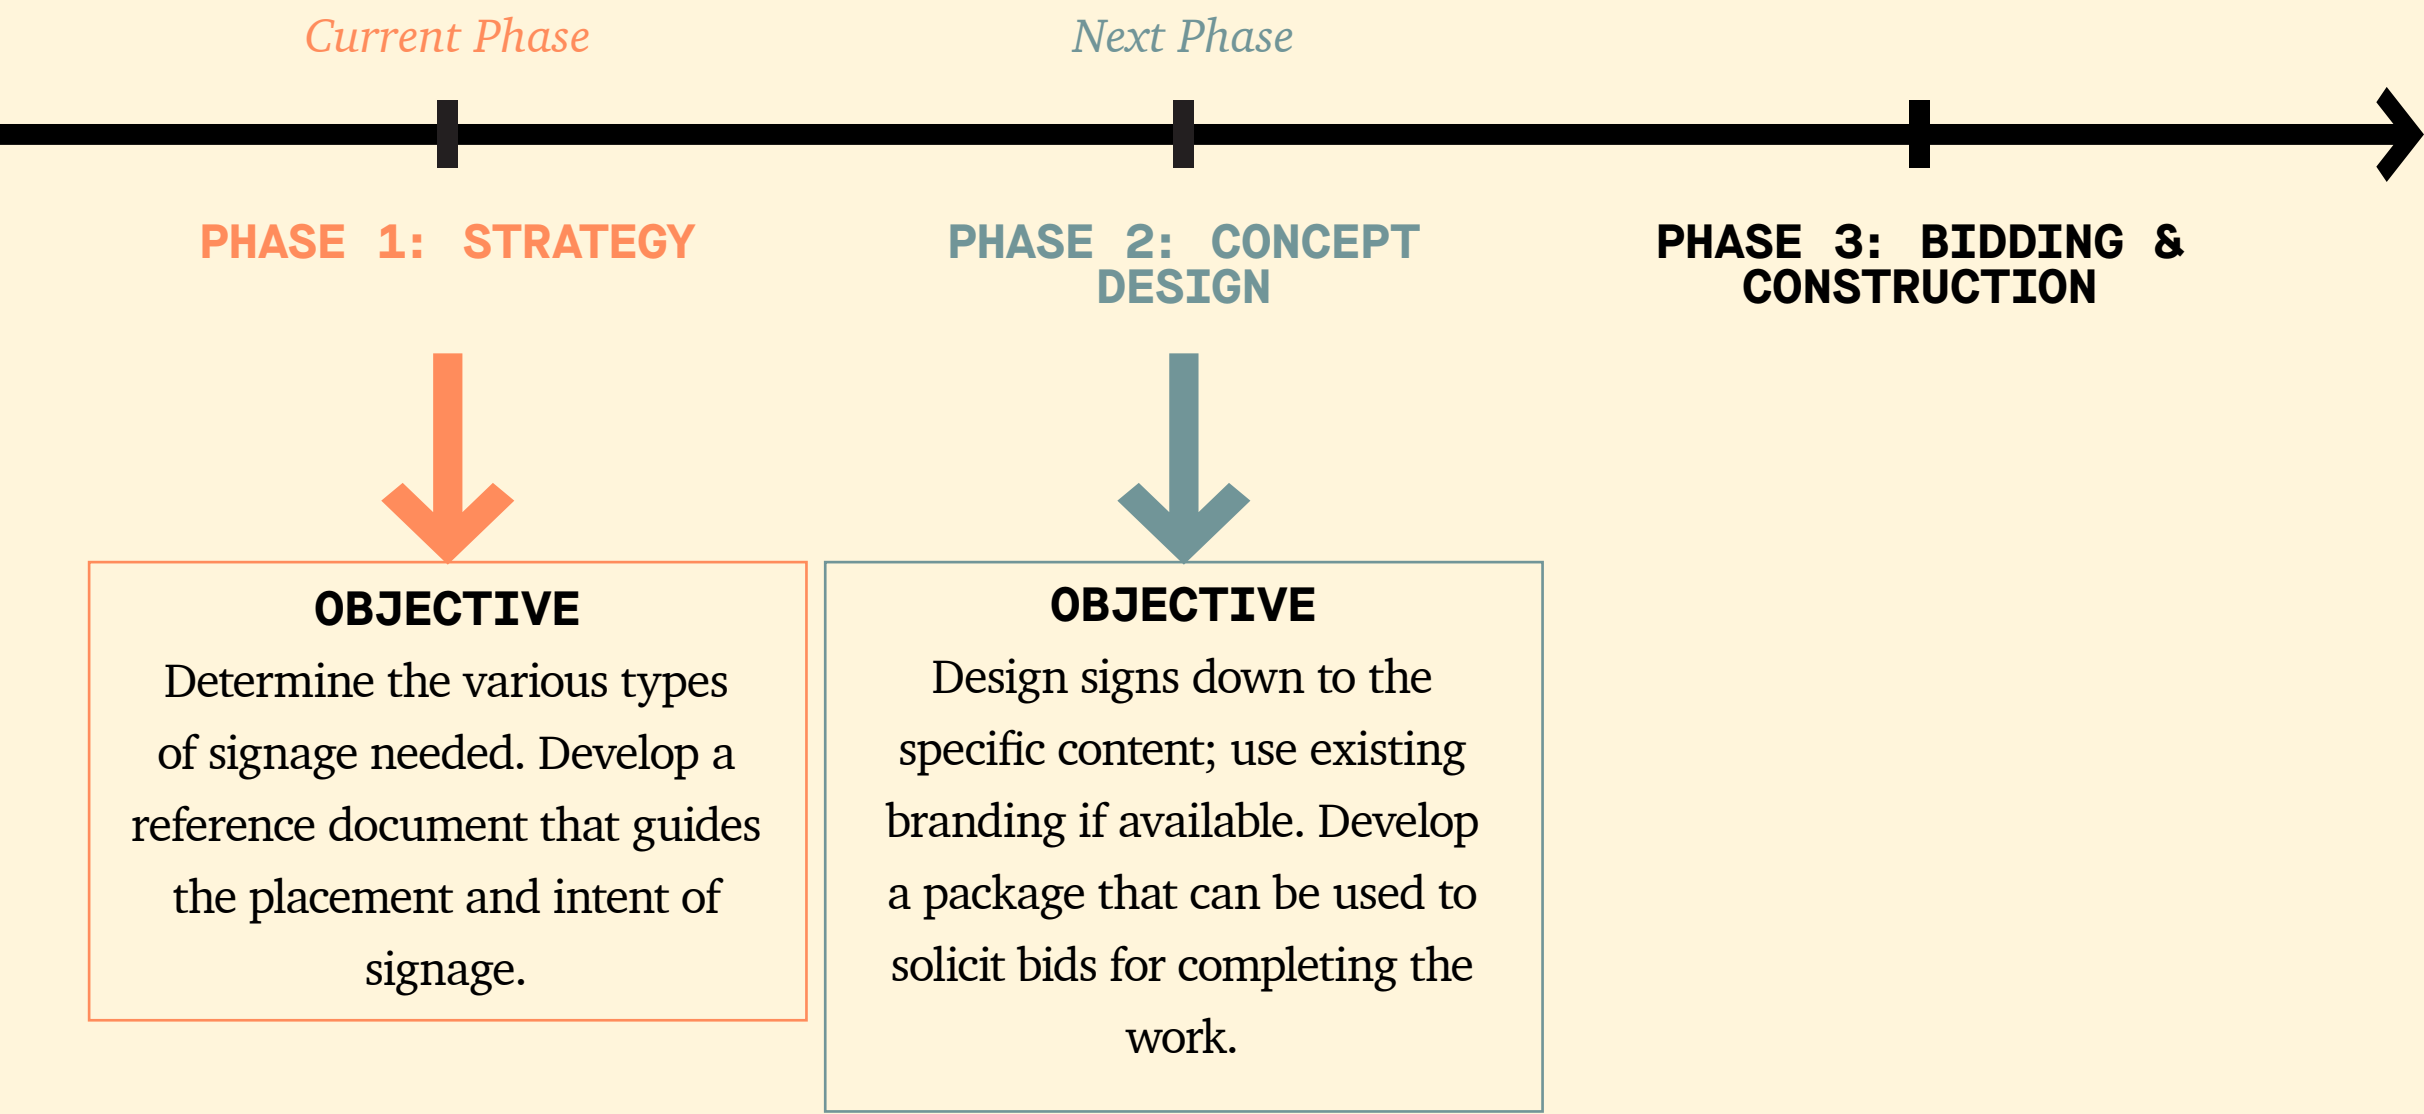 Current Phase
Next Phase
PHASE 1: STRATEGY
PHASE 2: CONCEPT
DESIGN
PHASE 3: BIDDING &
CONSTRUCTION
OBJECTIVE
Determine the various types
of signage needed. Develop a
reference document that guides
the placement and intent of
signage.
OBJECTIVE
Design signs down to the
specific content; use existing
branding if available. Develop
a package that can be used to
solicit bids for completing the
work.